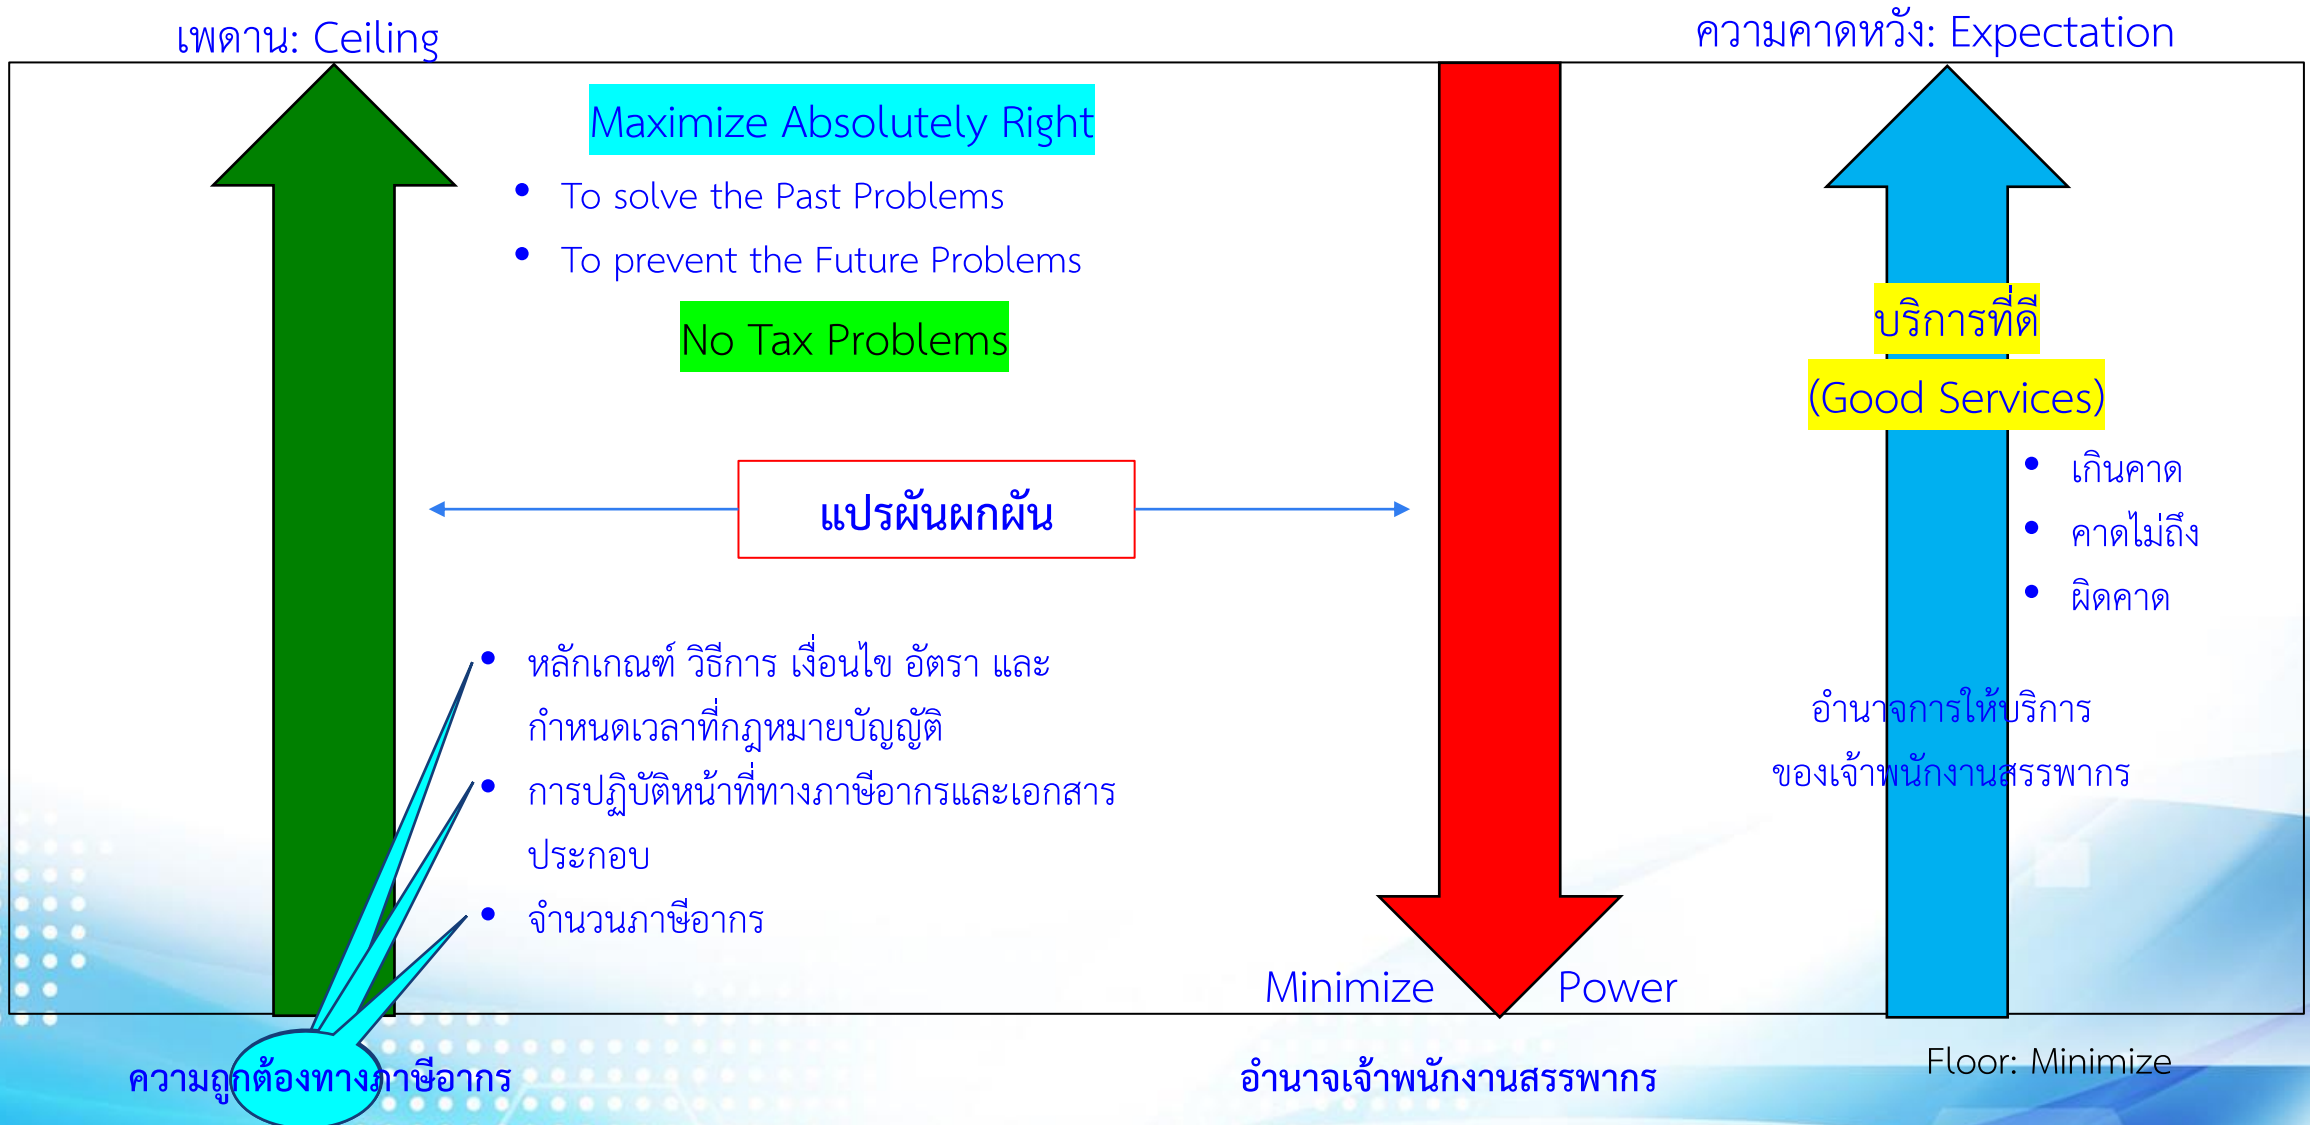 เพดาน: Ceiling
ความคาดหวัง: Expectation
Maximize Absolutely Right
• To solve the Past Problems
• To prevent the Future Problems
No Tax Problems
บริการที่ดี
(Good Services)
• เกินคาด
• คาดไม่ถึง
• ผิดคาด
แปรผันผกผัน
• หลักเกณฑ์ วิธีการ เงื่อนไข อัตรา และ
กำหนดเวลาที่กฎหมายบัญญัติ
• การปฏิบัติหน้าที่ทางภาษีอากรและเอกสาร
ประกอบ
• จำนวนภาษีอากร
อำนาจการให้บริการ
ของเจ้าพนักงานสรรพากร
Minimize Power
ความถูกต้องทางภาษีอากร
อำนาจเจ้าพนักงานสรรพากร
Floor: Minimize